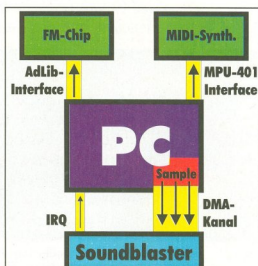 FM-Chip
MIDI-Synth.
AdLib-
Interface
MPU-401
Interface
PC
Sample
IRQ
DMA-
Kanal
Soundblaster